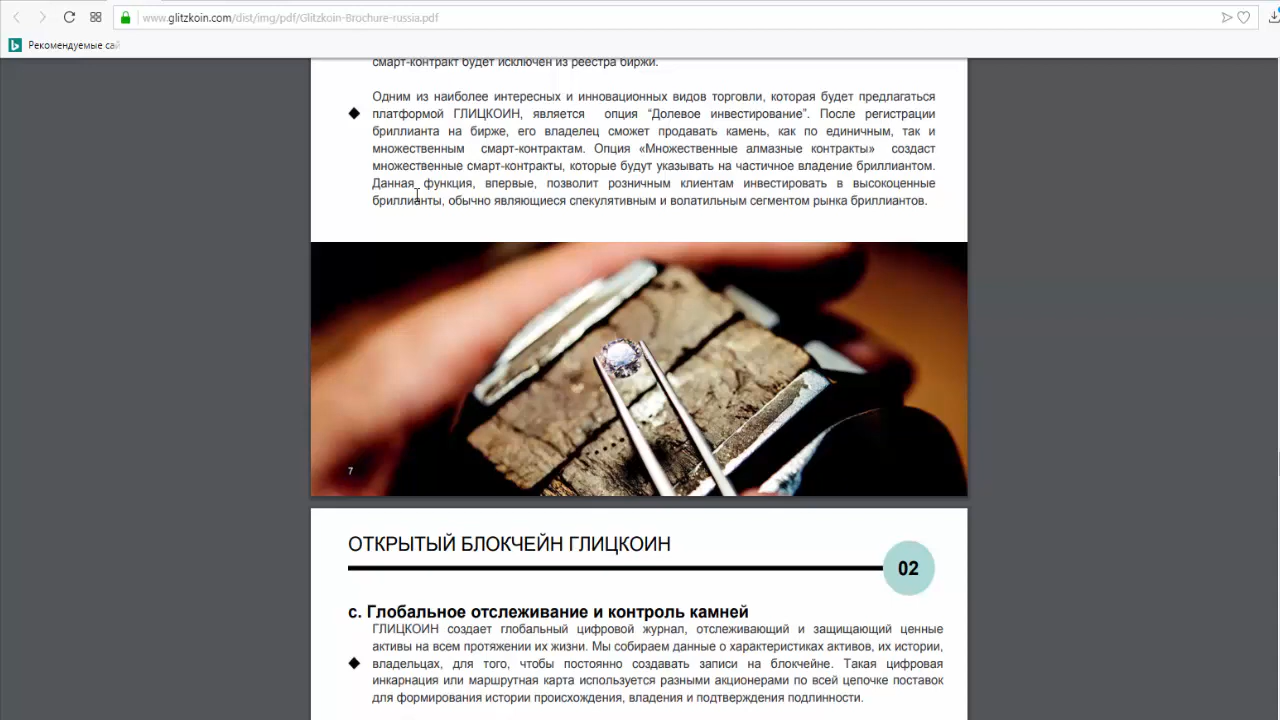 www.glitzkoin.com/dist/img/pdf/Glitzkoin-Brochure-russia.pdf
Рекомендуемые сай
смарт-контракт будет исключен из реестра биржи.
Одним из наиболее интересных и инновационных видов торговли, которая будет предлагаться
платформой ГЛИЦКОИН, является опция “Долевое инвестирование”. После регистрации
бриллианта на бирже, его владелец сможет продавать камень, как по единичным, так и
множественным смарт-контрактам. Опция «Множественные алмазные контракты» создаст
множественные смарт-контракты, которые будут указывать на частичное владение бриллиантом.
Данная функция, впервые, позволит розничным клиентам инвестировать в высокоценные
бриллианты, обычно являющиеся спекулятивным и волатильным сегментом рынка бриллиантов.
7
ОТКРЫТЫЙ БЛОКЧЕЙН ГЛИЦКОИН
02
с. Глобальное отслеживание и контроль камней
ГЛИЦКОИН создает глобальный цифровой журнал, отслеживающий и защищающий ценные
активы на всем протяжении их жизни. Мы собираем данные о характеристиках активов, их истории,
владельцах, для того, чтобы постоянно создавать записи на блокчейне. Такая цифровая
инкарнация или маршрутная карта используется разными акционерами по всей цепочке поставок
для формирования истории происхождения, владения и подтверждения подлинности.